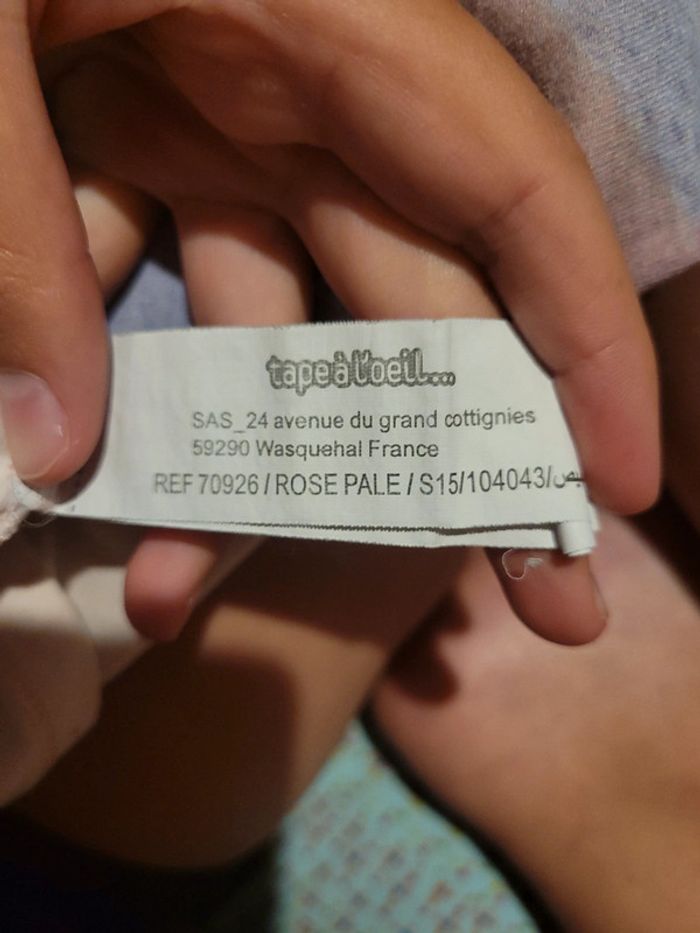 tape à l'oeil...
SAS_24 avenue du grand cottignies
59290 Wasquehal France
REF 70926 / ROSE PALE / S15/104043/